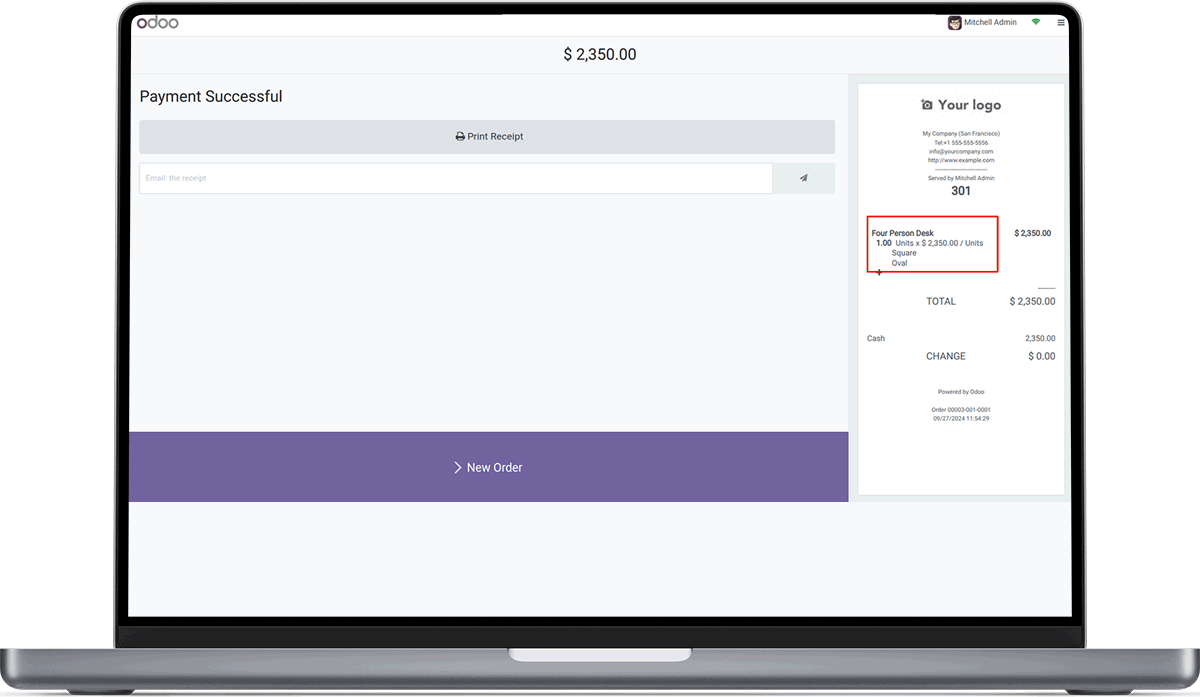 odoo
Mitchell Admin
$ 2,350.00
Payment Successful
Print Receipt
Email: the receipt
New Order
Your logo
My Company (San Francisco)
Tel:+1 555-555-5556
info@yourcompany.com
http://www.example.com
--------------------------------
Served by Mitchell Admin
301
Four Person Desk $ 2,350.00
1.00 Units x $ 2,350.00 / Units
Square
Oval
--------
TOTAL $ 2,350.00
Cash 2,350.00
CHANGE $ 0.00
Powered by Odoo
Order 00003-001-0001
09/27/2024 11:54:29